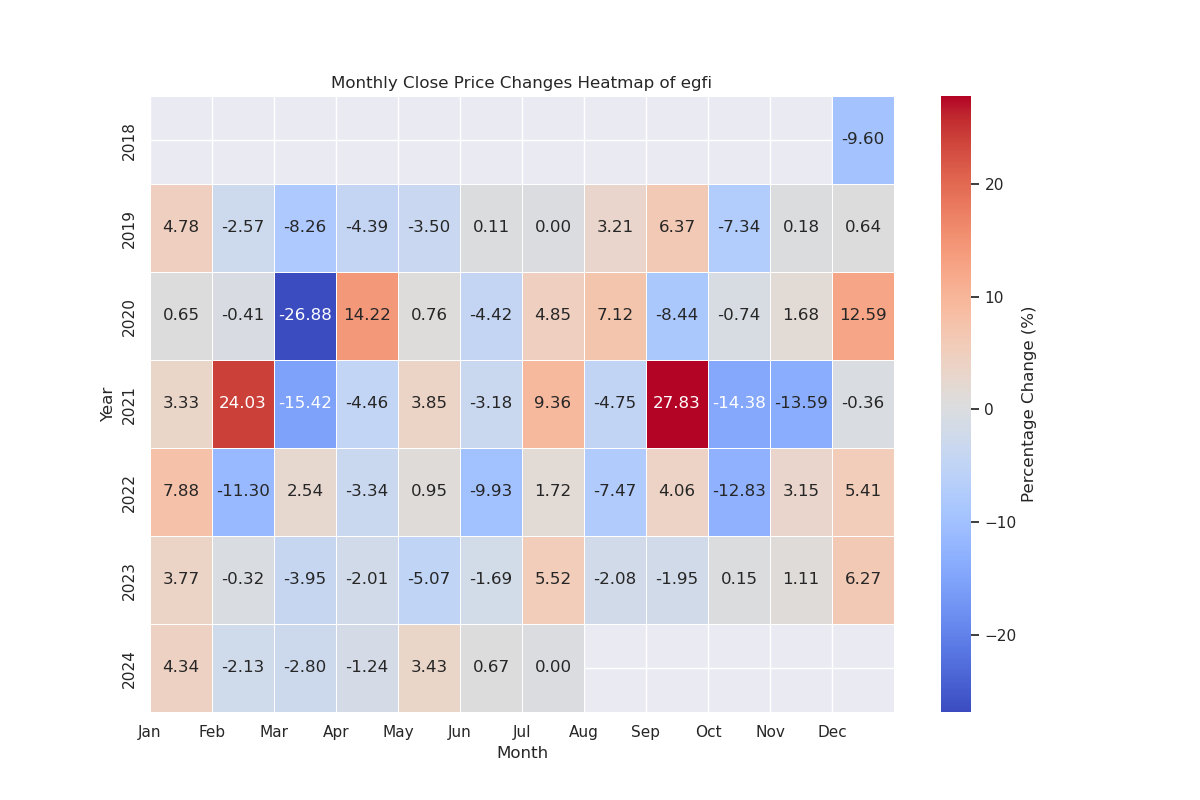 Monthly Close Price Changes Heatmap of egfi
2018 -9.60
2019 4.78 -2.57 -8.26 -4.39 -3.50 0.11 0.00 3.21 6.37 -7.34 0.18 0.64
2020 0.65 -0.41 -26.88 14.22 0.76 -4.42 4.85 7.12 -8.44 -0.74 1.68 12.59
2021 3.33 24.03 -15.42 -4.46 3.85 -3.18 9.36 -4.75 27.83 -14.38 -13.59 -0.36
2022 7.88 -11.30 2.54 -3.34 0.95 -9.93 1.72 -7.47 4.06 -12.83 3.15 5.41
2023 3.77 -0.32 -3.95 -2.01 -5.07 -1.69 5.52 -2.08 -1.95 0.15 1.11 6.27
2024 4.34 -2.13 -2.80 -1.24 3.43 0.67 0.00
Year
Jan Feb Mar Apr May Jun Jul Aug Sep Oct Nov Dec
Month
20
10
0
−10
−20
Percentage Change (%)